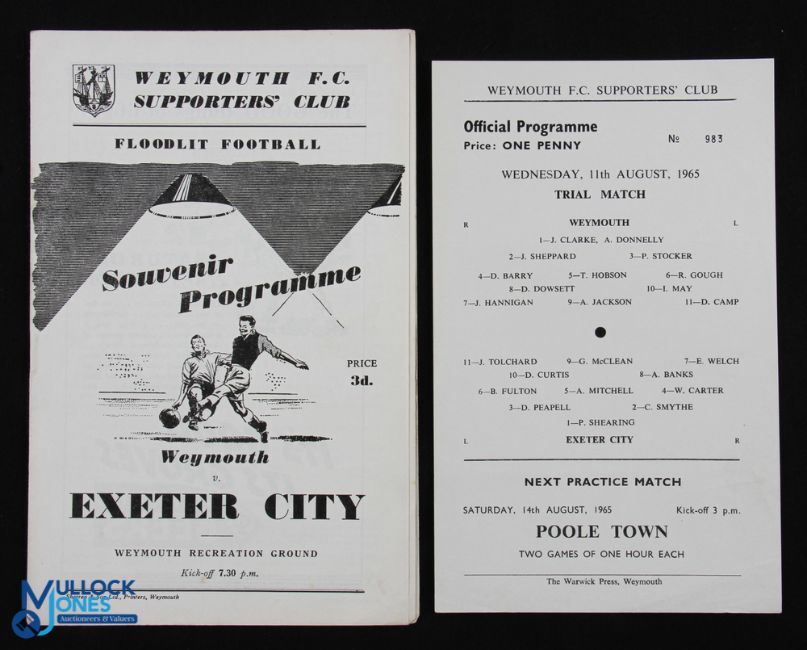 WEYMOUTH F.C.
SUPPORTERS' CLUB
FLOODLIT FOOTBALL
Souvenir
Programme
PRICE
3d.
Weymouth
v.
EXETER CITY
WEYMOUTH RECREATION GROUND
Kick-off 7.30 p.m.
Ltd., Printers, Weymouth
MULLOCK
JONES
Auctioneers & Valuers
WEYMOUTH F.C. SUPPORTERS' CLUB
Official Programme
Price: ONE PENNY
No 983
WEDNESDAY, 11th AUGUST, 1965
TRIAL MATCH
R WEYMOUTH L
1—J. CLARKE, A. DONNELLY
2—J. SHEPPARD 3—P. STOCKER
4—D. BARRY 5—T. HOBSON 6—R. GOUGH
8—D. DOWSETT 10—I. MAY
7—J. HANNIGAN 9—A. JACKSON 11—D. CAMP
11—J. TOLCHARD 9—G. McCLEAN 7—E. WELCH
10—D. CURTIS 8—A. BANKS
6—B. FULTON 5—A. MITCHELL 4—W. CARTER
3—D. PEAPELL 2—C. SMYTHE
1—P. SHEARING
L EXETER CITY R
NEXT PRACTICE MATCH
SATURDAY, 14th AUGUST, 1965 Kick-off 3 p.m.
POOLE TOWN
TWO GAMES OF ONE HOUR EACH
The Warwick Press, Weymouth